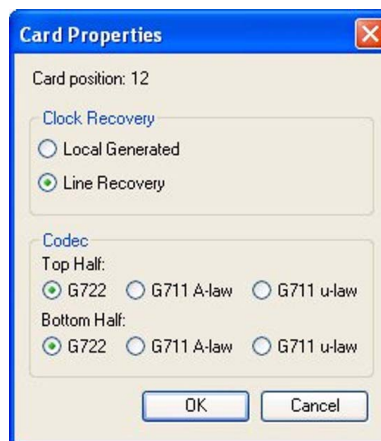 Card Properties
Card position: 12
Clock Recovery
Local Generated
Line Recovery
Codec
Top Half:
G722 G711 A-law G711 u-law
Bottom Half:
G722 G711 A-law G711 u-law
OK Cancel